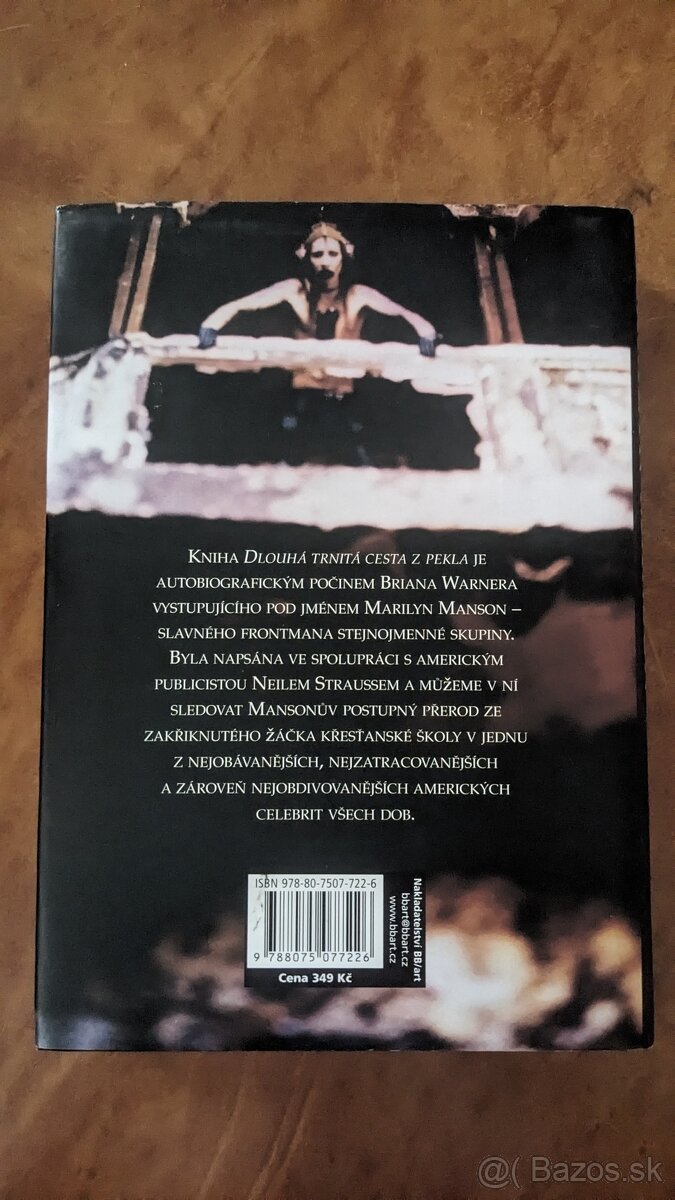 Kniha Dlouhá trnitá cesta z pekla je
autobiografickým počinem Briana Warnera
vystupujícího pod jménem Marilyn Manson –
slavného frontmana stejnojmenné skupiny.
Byla napsána ve spolupráci s americkým
publicistou Neilem Straussem a můžeme v ní
sledovat Mansonův postupný přerod ze
zakřiknutého žáčka křesťanské školy v jednu
z nejobávanějších, nejzatracovanějších
a zároveň nejobdivovanějších amerických
celebrit všech dob.
ISBN 978-80-7507-722-6
9 788075 077226
Cena 349 Kč
Nakladatelství BB/art
bbart@bbart.cz
www.bbart.cz
@( Bazos.sk